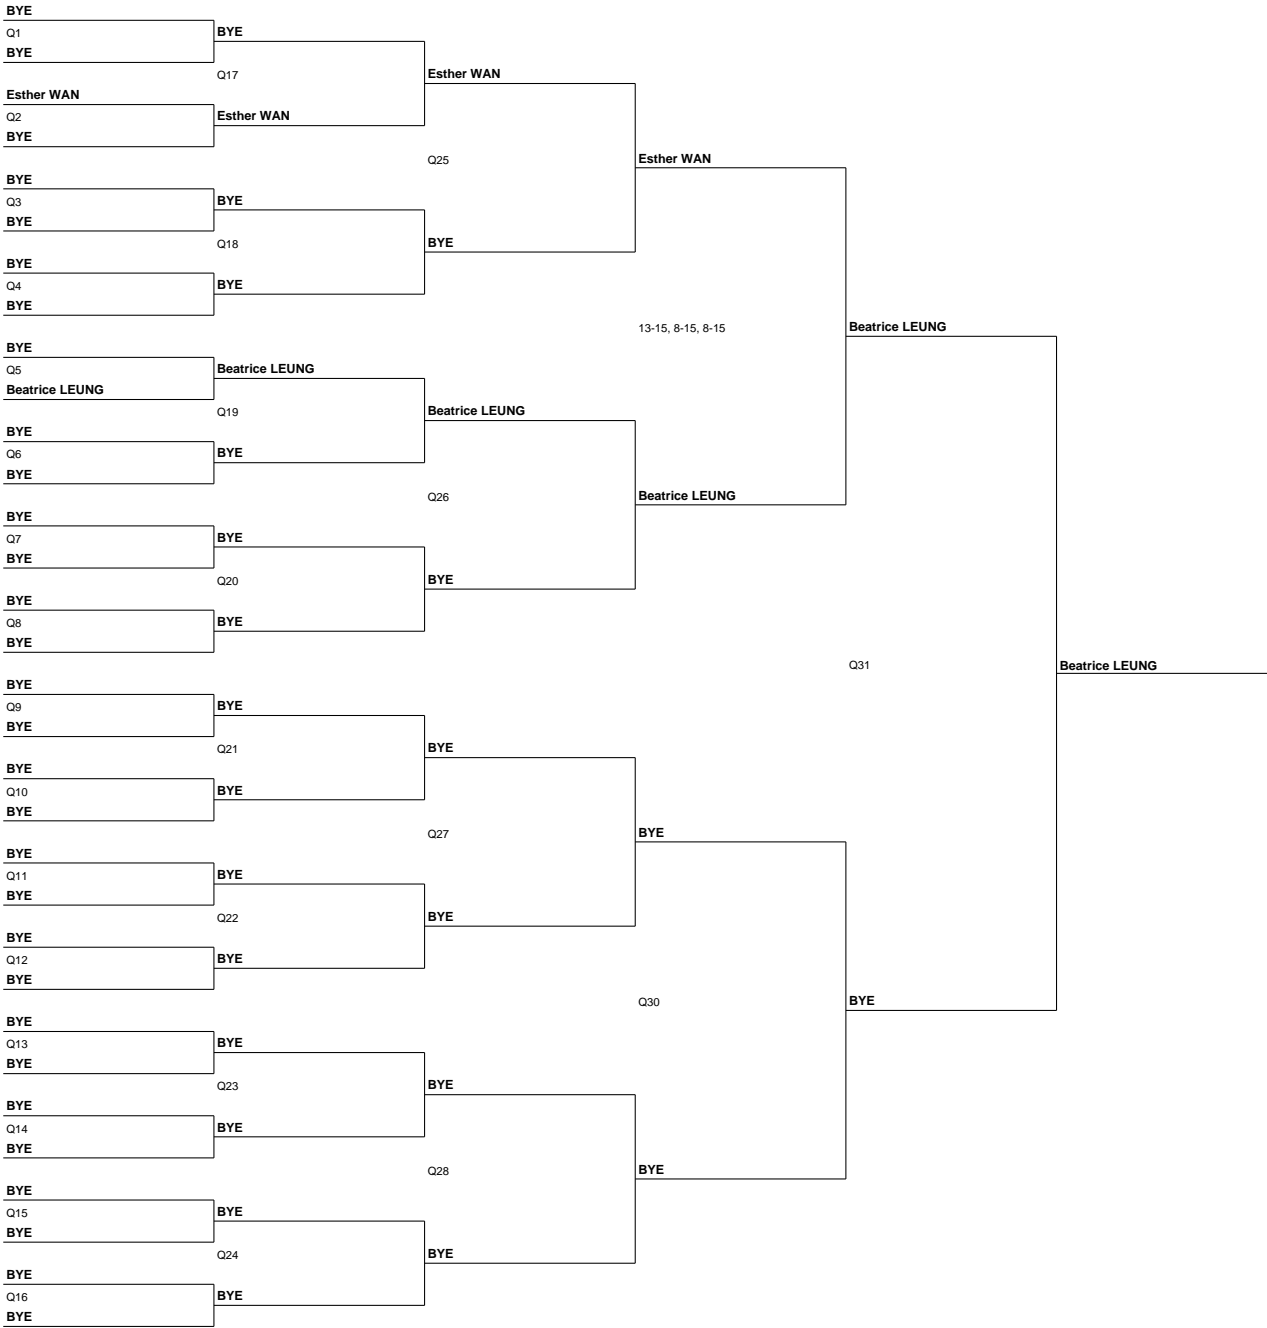 BYE
Q1
BYE
BYE
Q17
Esther WAN
Esther WAN
Q2
Esther WAN
BYE
Q25
Esther WAN
BYE
Q3
BYE
BYE
Q18
BYE
BYE
Q4
BYE
BYE
13-15, 8-15, 8-15
Beatrice LEUNG
BYE
Q5
Beatrice LEUNG
Beatrice LEUNG
Q19
Beatrice LEUNG
BYE
Q6
BYE
BYE
Q26
Beatrice LEUNG
BYE
Q7
BYE
BYE
Q20
BYE
BYE
Q8
BYE
BYE
Q31
Beatrice LEUNG
BYE
Q9
BYE
BYE
Q21
BYE
BYE
Q10
BYE
BYE
Q27
BYE
BYE
Q11
BYE
BYE
Q22
BYE
BYE
Q12
BYE
BYE
Q30
BYE
BYE
Q13
BYE
BYE
Q23
BYE
BYE
Q14
BYE
BYE
Q28
BYE
BYE
Q15
BYE
BYE
Q24
BYE
BYE
Q16
BYE
BYE